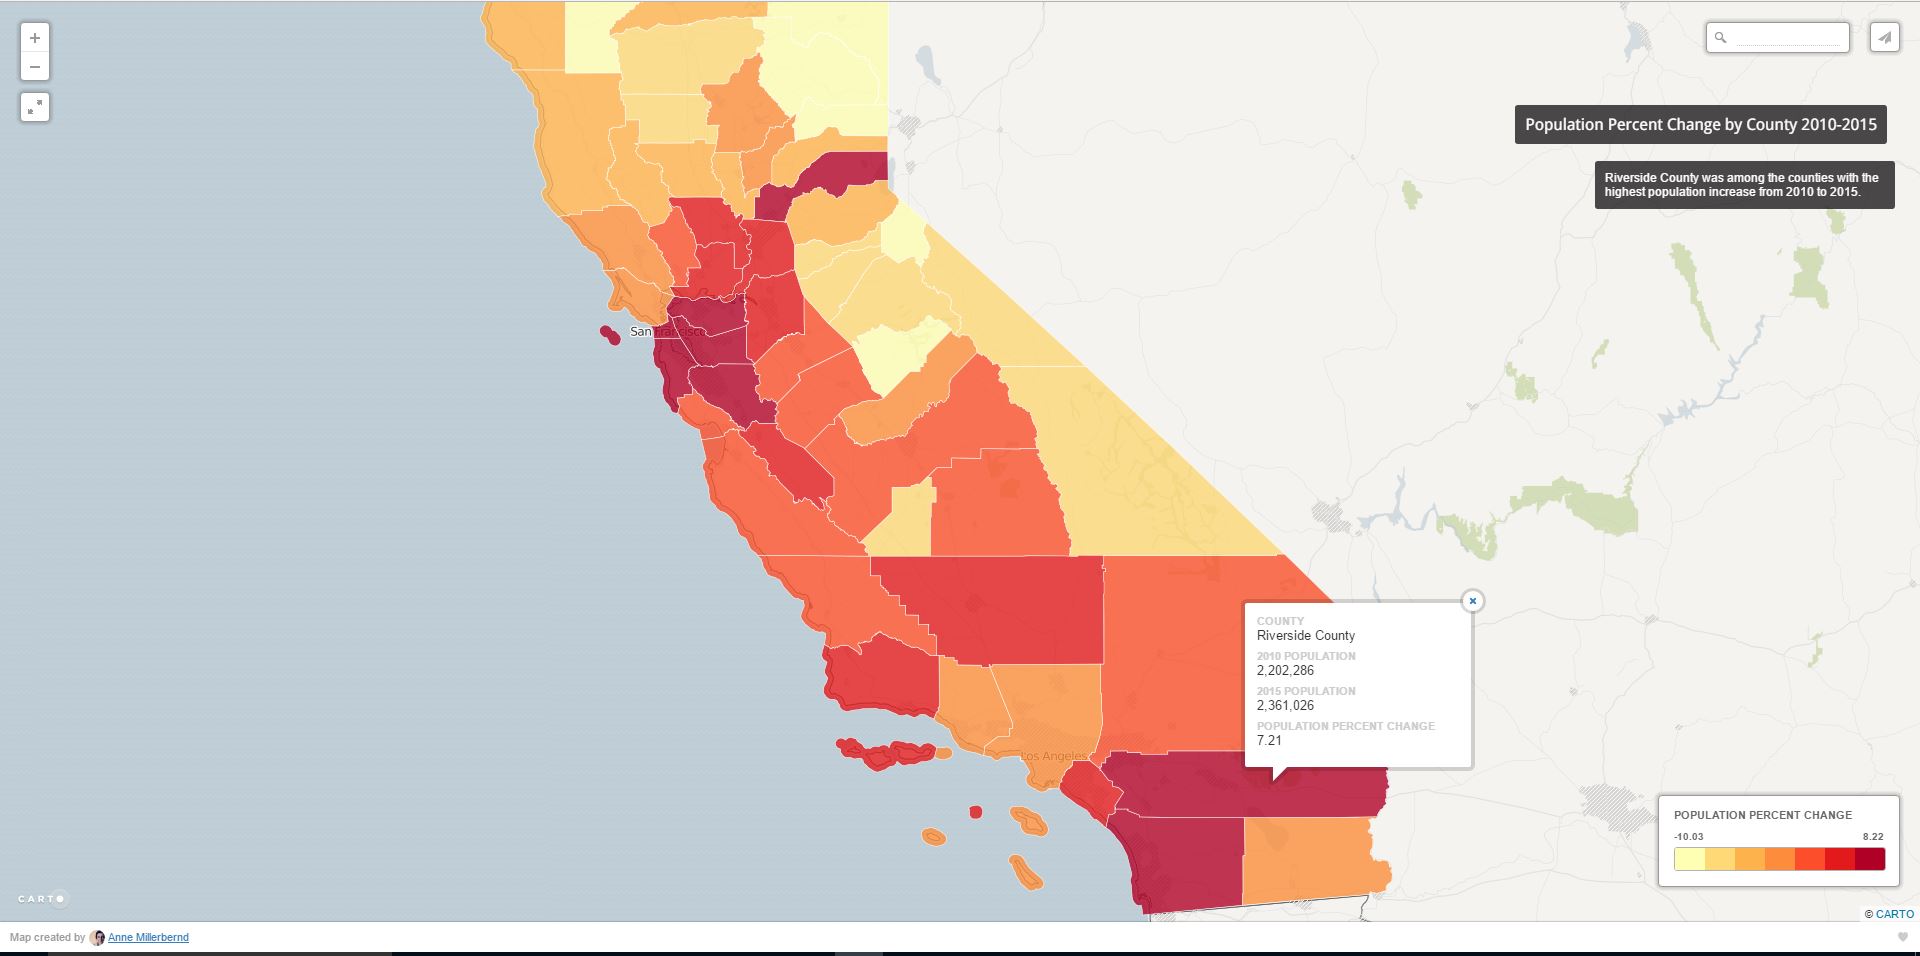 +
−
Population Percent Change by County 2010-2015
Riverside County was among the counties with the
highest population increase from 2010 to 2015.
San Francisco
COUNTY
Riverside County
2010 POPULATION
2,202,286
2015 POPULATION
2,361,026
POPULATION PERCENT CHANGE
7.21
Los Angeles
POPULATION PERCENT CHANGE
-10.03 8.22
CARTO
© CARTO
Map created by Anne Millerbernd